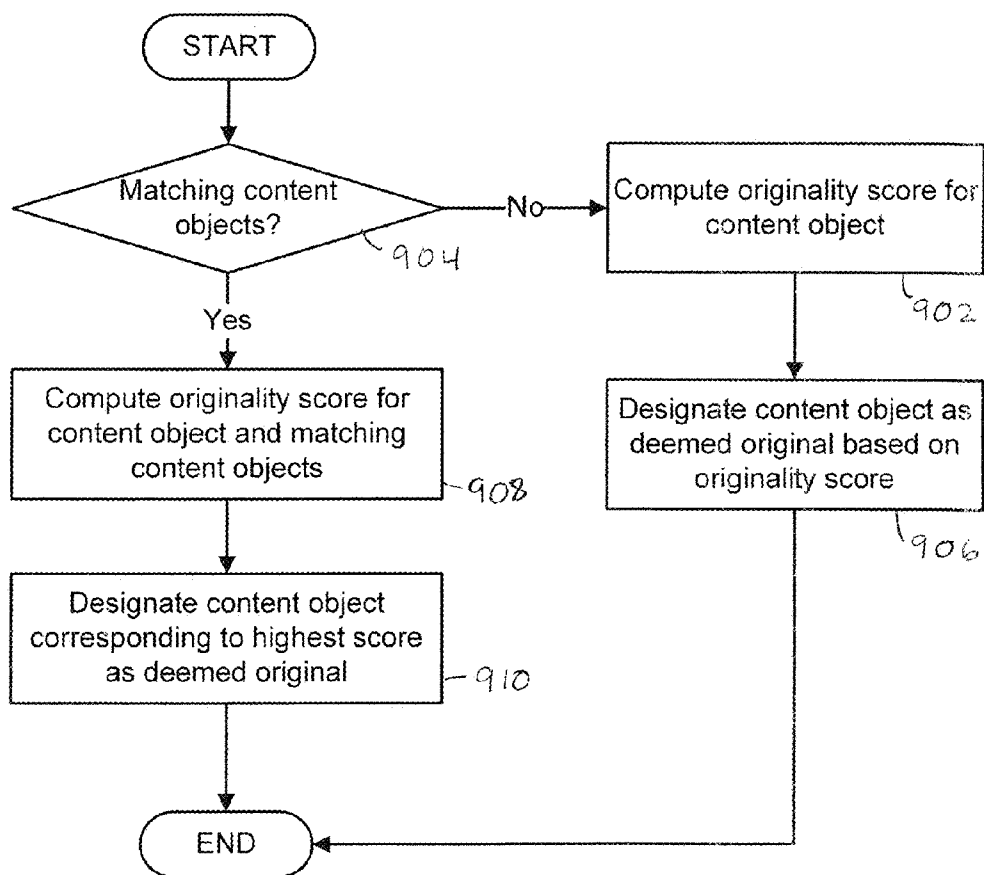 START
Matching content
objects?
904
No
Compute originality score for
content object
902
Yes
Compute originality score for
content object and matching
content objects
908
Designate content object as
deemed original based on
originality score
906
Designate content object
corresponding to highest score
as deemed original
910
END